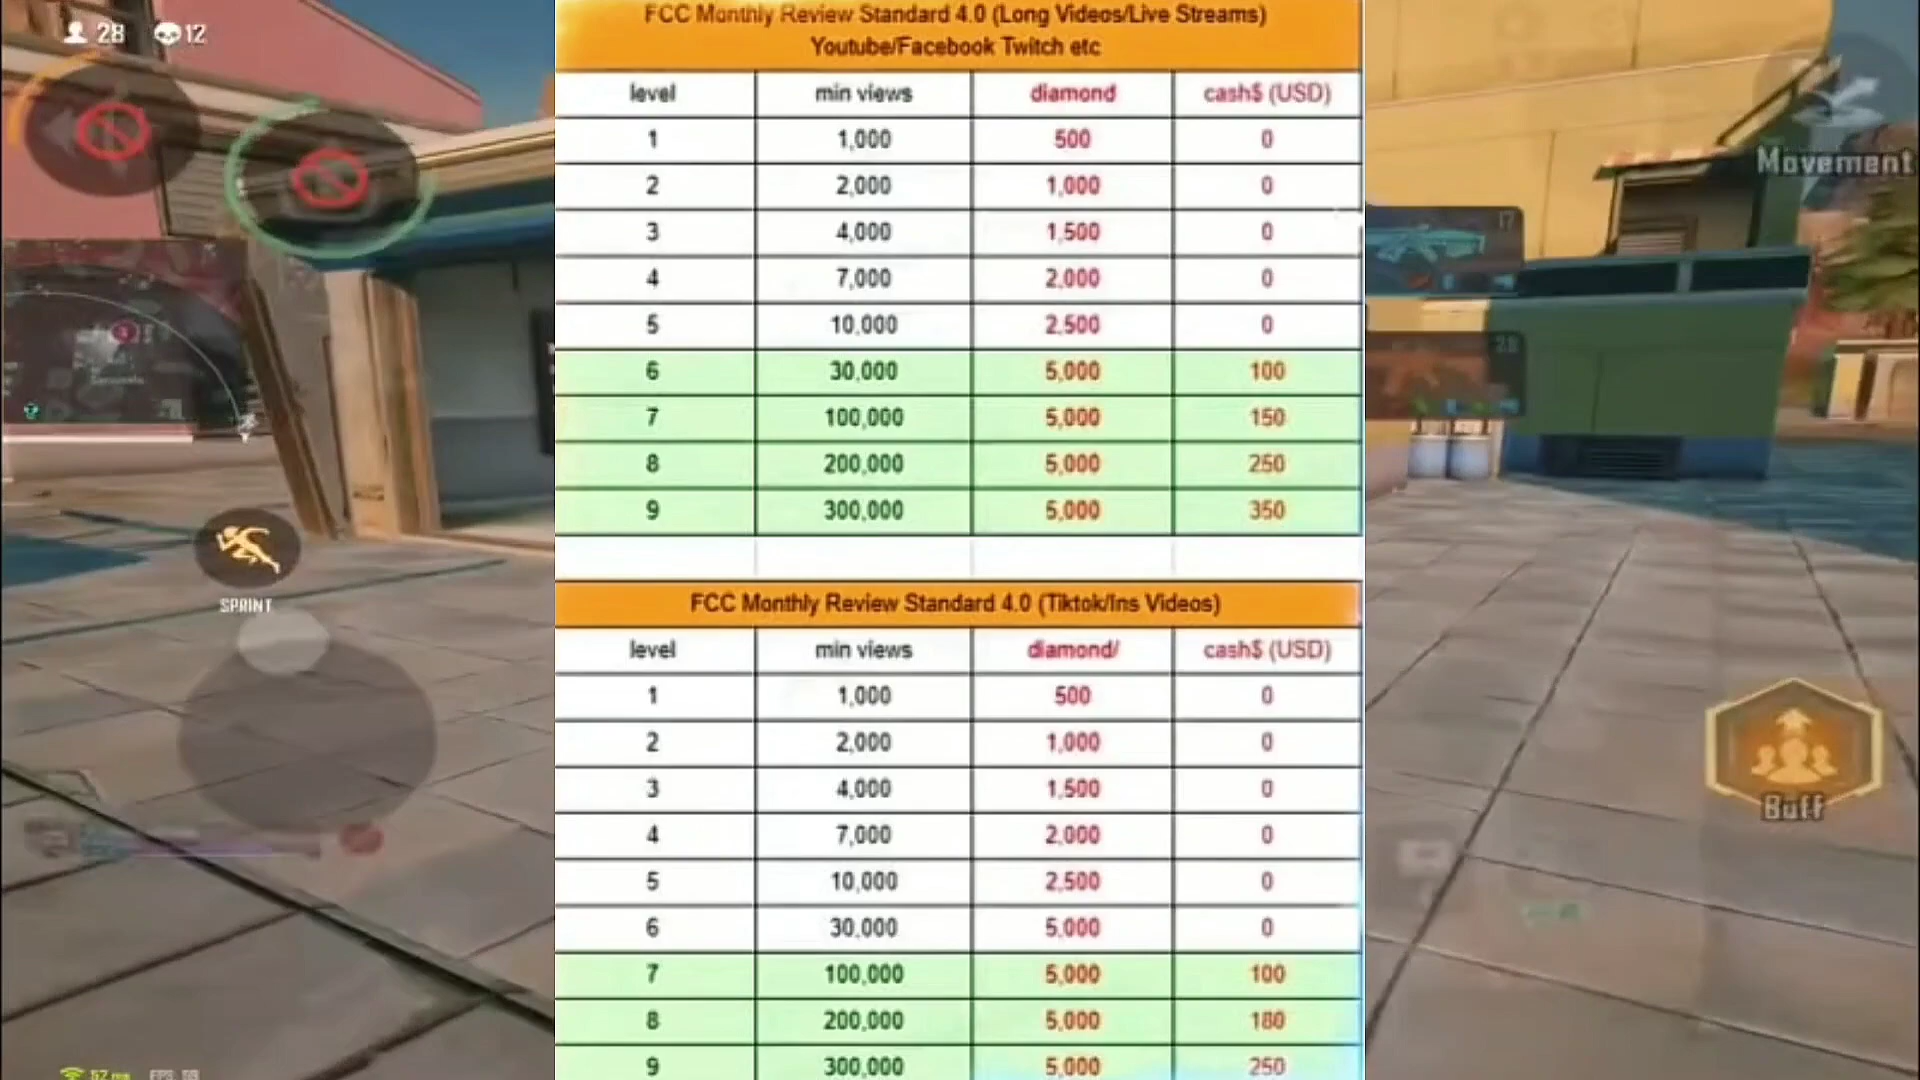 28 12
FCC Monthly Review Standard 4.0 (Long Videos/Live Streams)
Youtube/Facebook Twitch etc
level min views diamond cash$ (USD)
1 1,000 500 0
2 2,000 1,000 0
3 4,000 1,500 0
4 7,000 2,000 0
5 10,000 2,500 0
6 30,000 5,000 100
7 100,000 5,000 150
8 200,000 5,000 250
9 300,000 5,000 350
FCC Monthly Review Standard 4.0 (Tiktok/Ins Videos)
level min views diamond/ cash$ (USD)
1 1,000 500 0
2 2,000 1,000 0
3 4,000 1,500 0
4 7,000 2,000 0
5 10,000 2,500 0
6 30,000 5,000 0
7 100,000 5,000 100
8 200,000 5,000 180
9 300,000 5,000 250
SPRINT
Movement
17
28
Buff